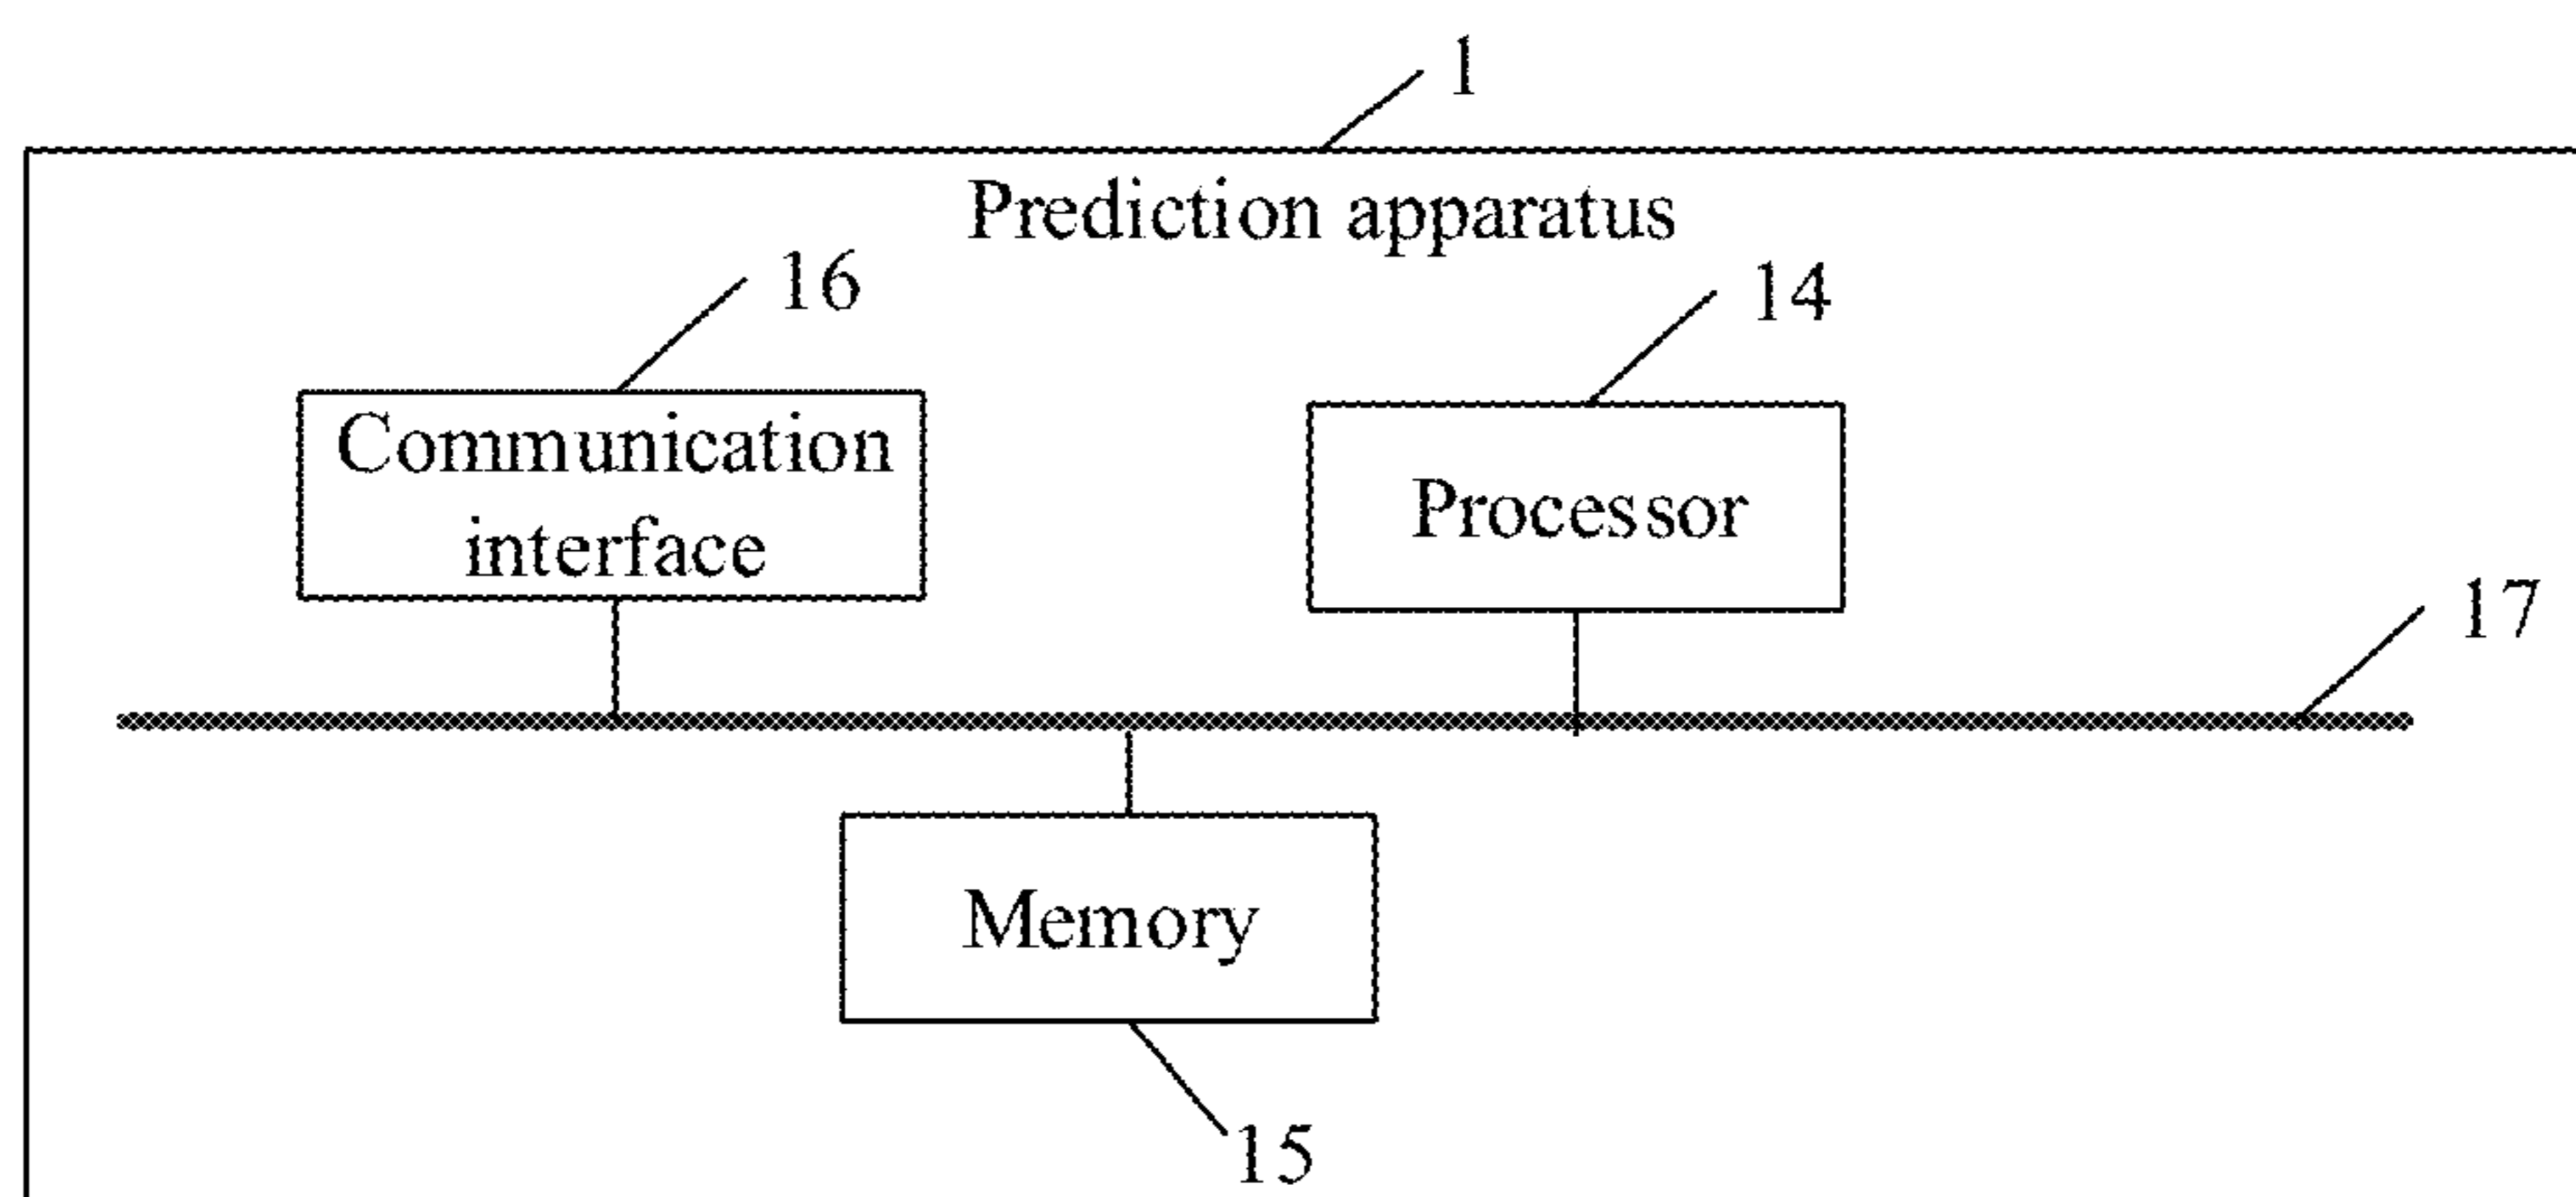 1
Prediction apparatus
16
14
Communication
interface
Processor
17
Memory
15